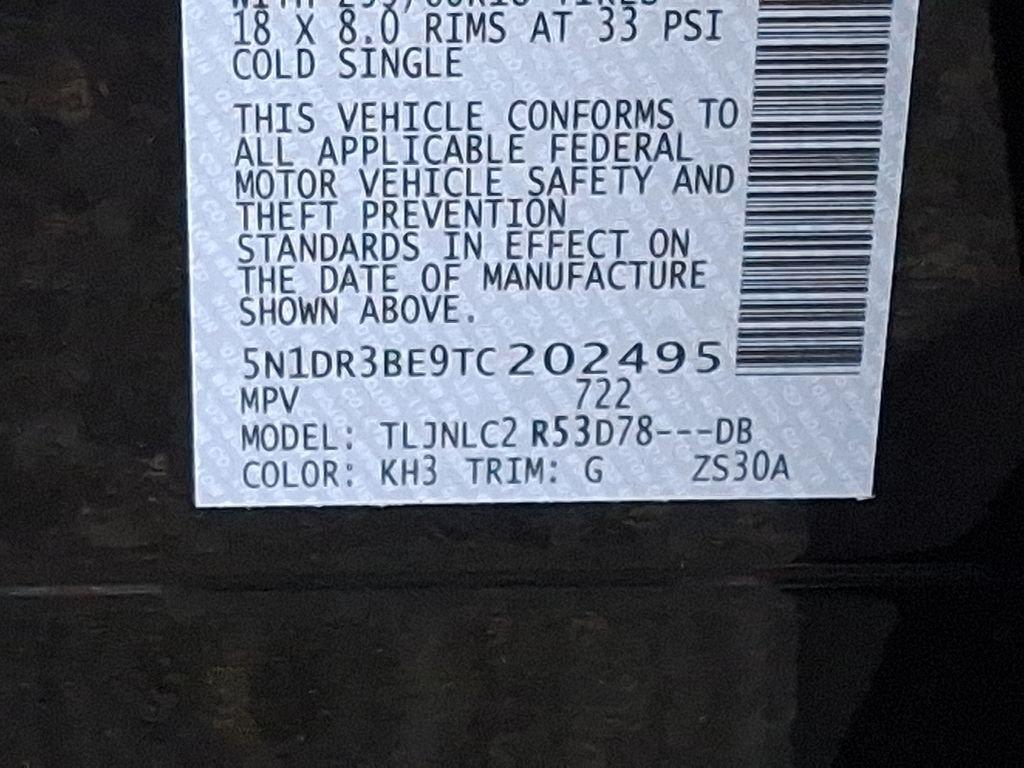 18 X 8.0 RIMS AT 33 PSI
COLD SINGLE
THIS VEHICLE CONFORMS TO
ALL APPLICABLE FEDERAL
MOTOR VEHICLE SAFETY AND
THEFT PREVENTION
STANDARDS IN EFFECT ON
THE DATE OF MANUFACTURE
SHOWN ABOVE.
5N1DR3BE9TC202495
MPV 722
MODEL: TLJNLC2 R53D78---DB
COLOR: KH3 TRIM: G ZS30A